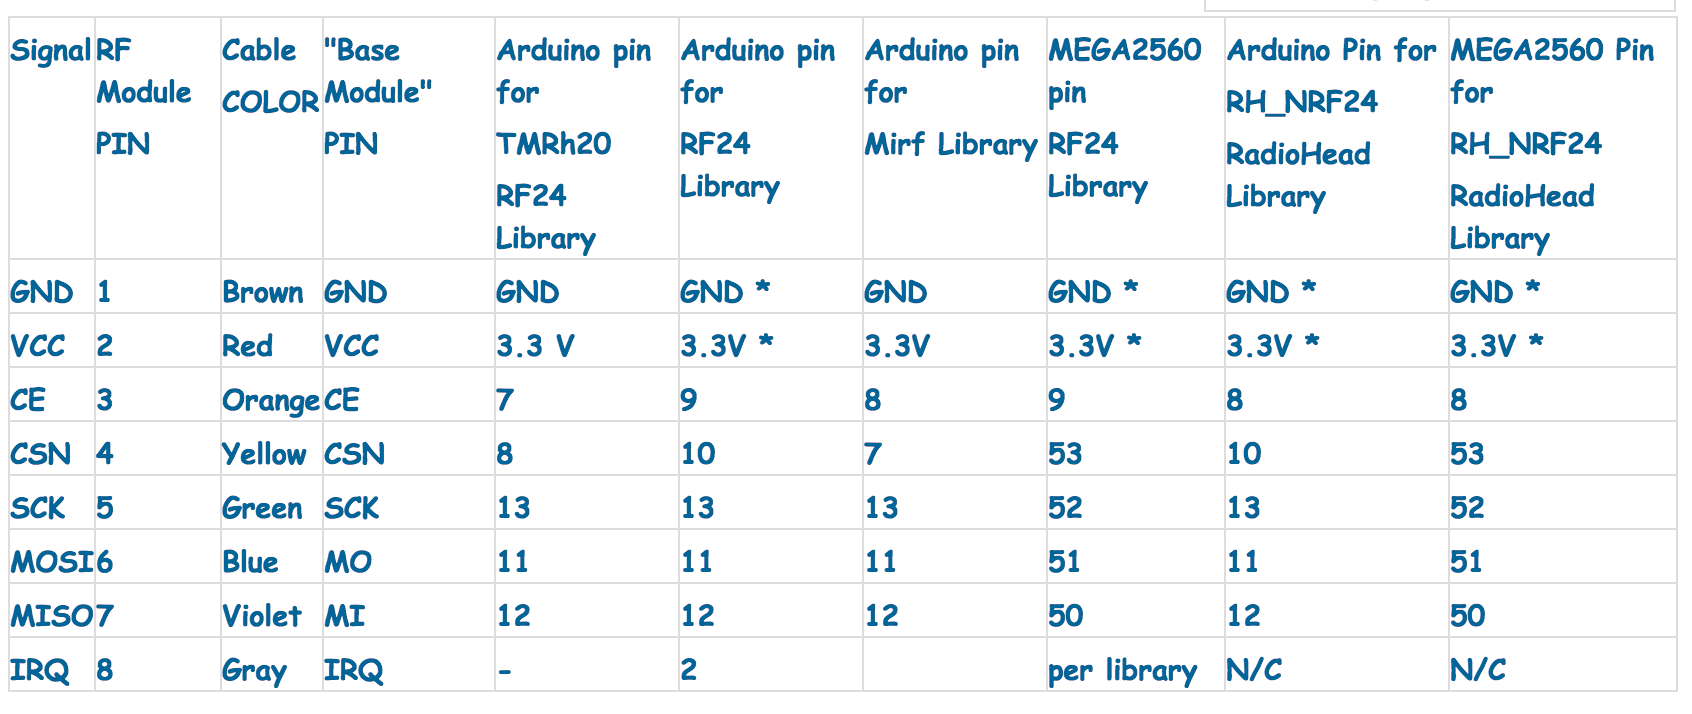 Signal RF Module PIN Cable COLOR "Base Module" PIN Arduino pin for TMRh20 RF24 Library Arduino pin for RF24 Library Arduino pin for Mirf Library MEGA2560 pin RF24 Library Arduino Pin for RH_NRF24 RadioHead Library MEGA2560 Pin for RH_NRF24 RadioHead Library
GND 1 Brown GND GND GND * GND GND * GND * GND *
VCC 2 Red VCC 3.3 V 3.3V * 3.3V 3.3V * 3.3V * 3.3V *
CE 3 Orange CE 7 9 8 9 8 8
CSN 4 Yellow CSN 8 10 7 53 10 53
SCK 5 Green SCK 13 13 13 52 13 52
MOSI 6 Blue MO 11 11 11 51 11 51
MISO 7 Violet MI 12 12 12 50 12 50
IRQ 8 Gray IRQ - 2 per library N/C N/C